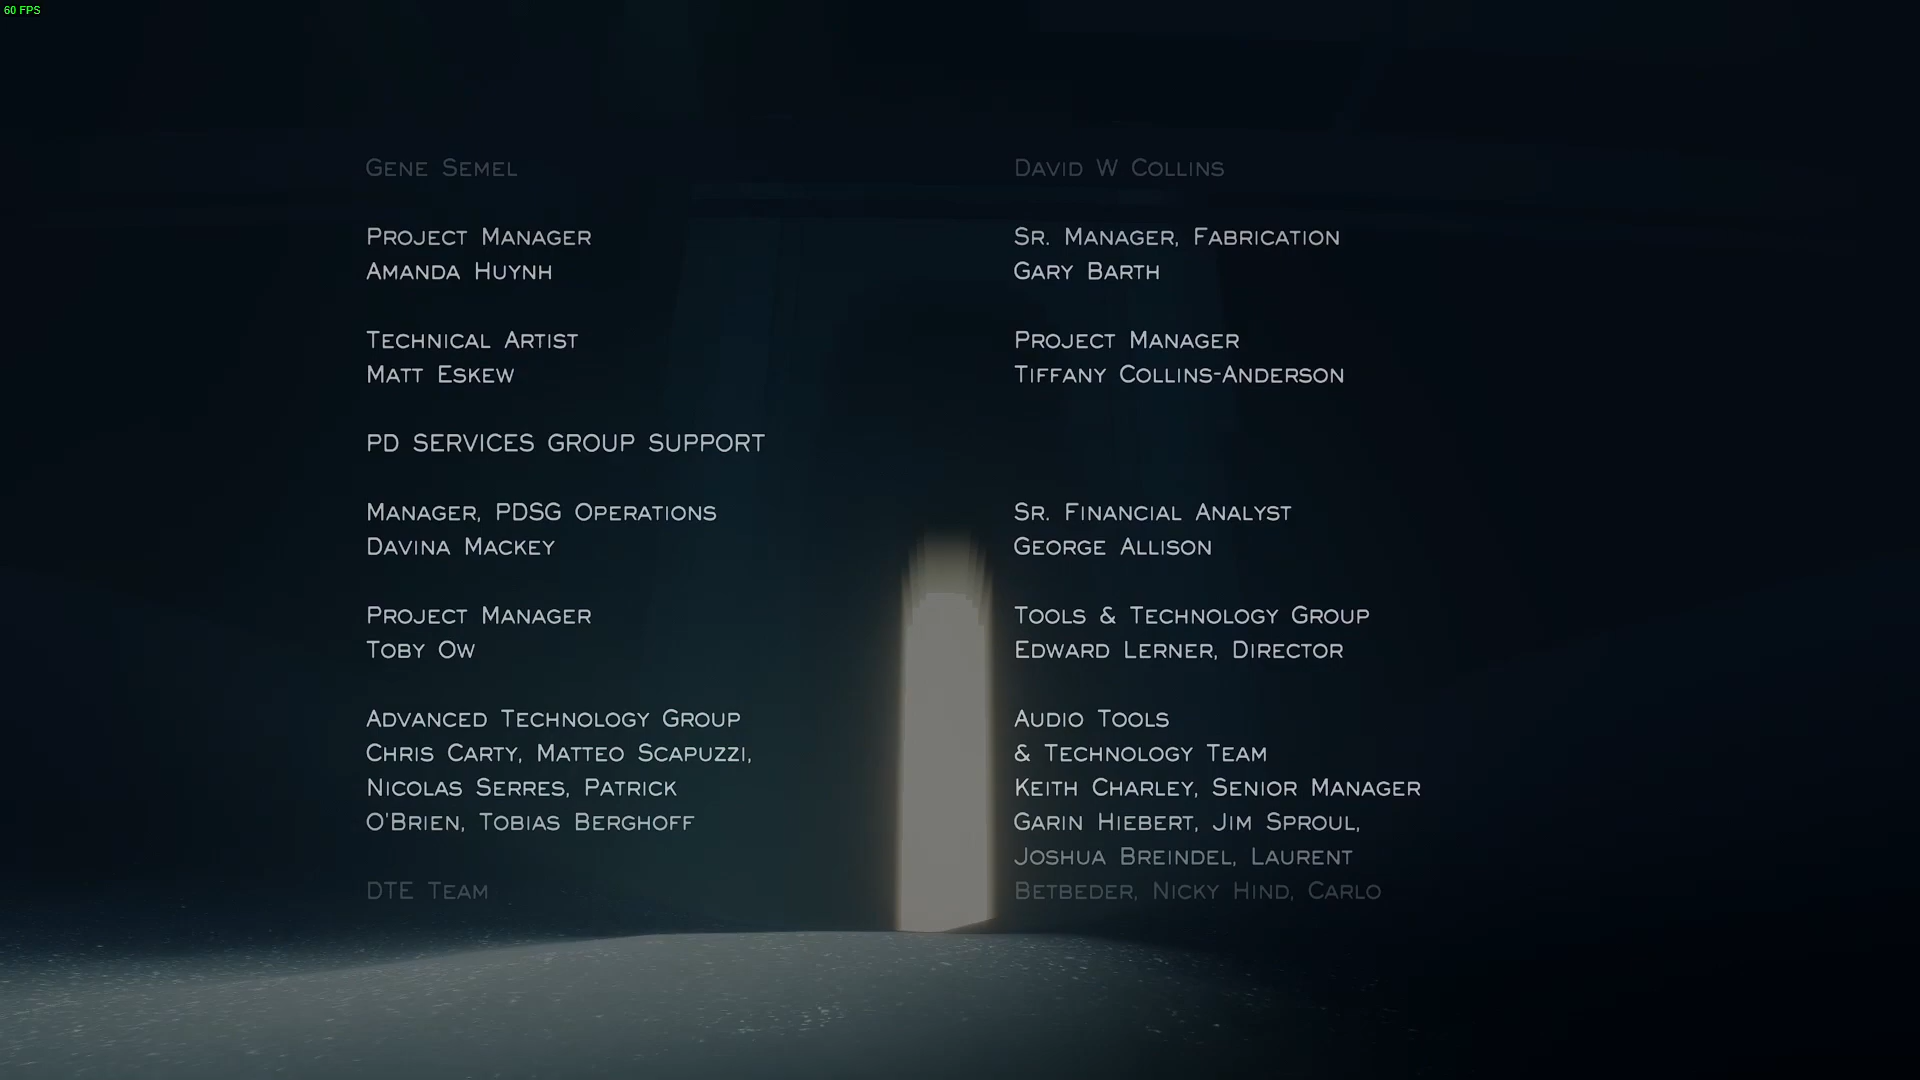 60 FPS
Gene Semel
Project Manager
Amanda Huynh
Technical Artist
Matt Eskew
PD SERVICES GROUP SUPPORT
Manager, PDSG Operations
Davina Mackey
Project Manager
Toby Ow
Advanced Technology Group
Chris Carty, Matteo Scapuzzi,
Nicolas Serres, Patrick
O'Brien, Tobias Berghoff
DTE Team
David W Collins
Sr. Manager, Fabrication
Gary Barth
Project Manager
Tiffany Collins-Anderson
Sr. Financial Analyst
George Allison
Tools & Technology Group
Edward Lerner, Director
Audio Tools
& Technology Team
Keith Charley, Senior Manager
Garin Hiebert, Jim Sproul,
Joshua Breindel, Laurent
Betbeder, Nicky Hind, Carlo